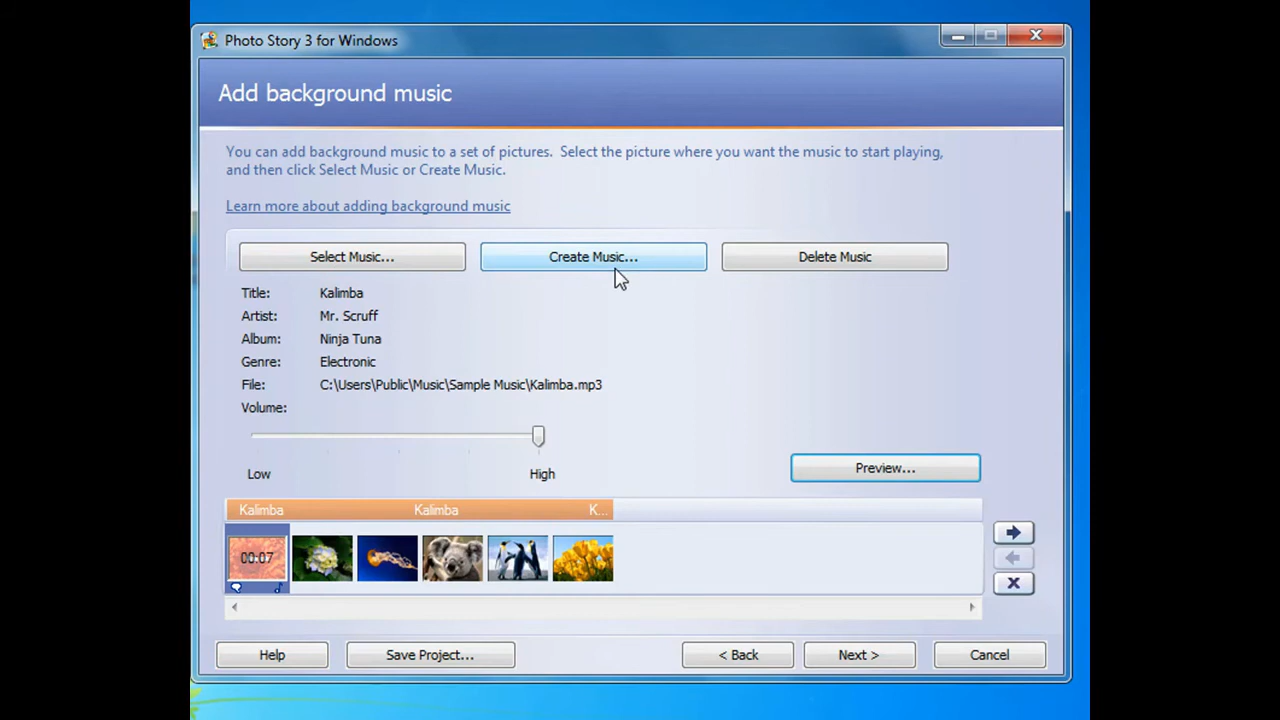 Photo Story 3 for Windows
Add background music
You can add background music to a set of pictures.  Select the picture where you want the music to start playing,
and then click Select Music or Create Music.
Learn more about adding background music
Select Music...
Create Music...
Delete Music
Title: Kalimba
Artist: Mr. Scruff
Album: Ninja Tuna
Genre: Electronic
File: C:\Users\Public\Music\Sample Music\Kalimba.mp3
Volume:
Low High
Preview...
Kalimba Kalimba K...
00:07
Help Save Project... < Back Next > Cancel